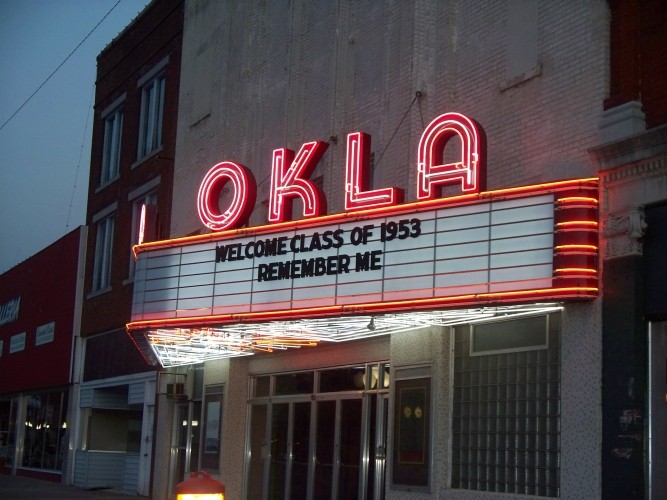 OKLA
WELCOME CLASS OF 1953
REMEMBER ME